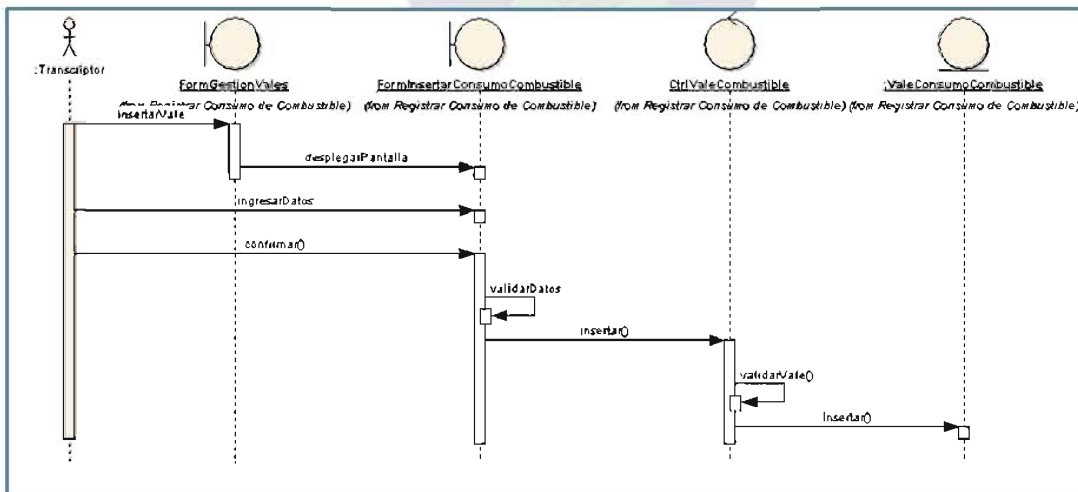 :Transcriptor
FormGestionVales
FormInsertarConsumoCombustible
CtrlValeCombustible
:ValeConsumoCombustible
(from Registrar Consumo de Combustible)
(from Registrar Consumo de Combustible)
(from Registrar Consumo de Combustible)
(from Registrar Consumo de Combustible)
insertarVale
desplegarPantalla
ingresarDatos
confirmar()
validarDatos
insertar()
validarVale()
insertar()